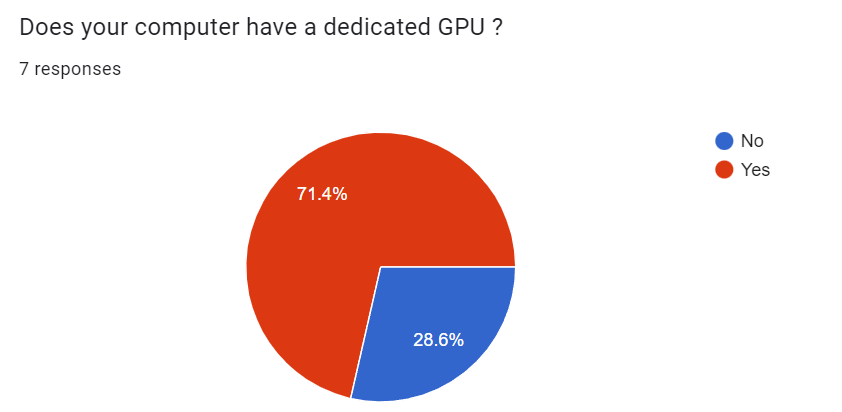 Does your computer have a dedicated GPU ?
7 responses
No
Yes
71.4%
28.6%